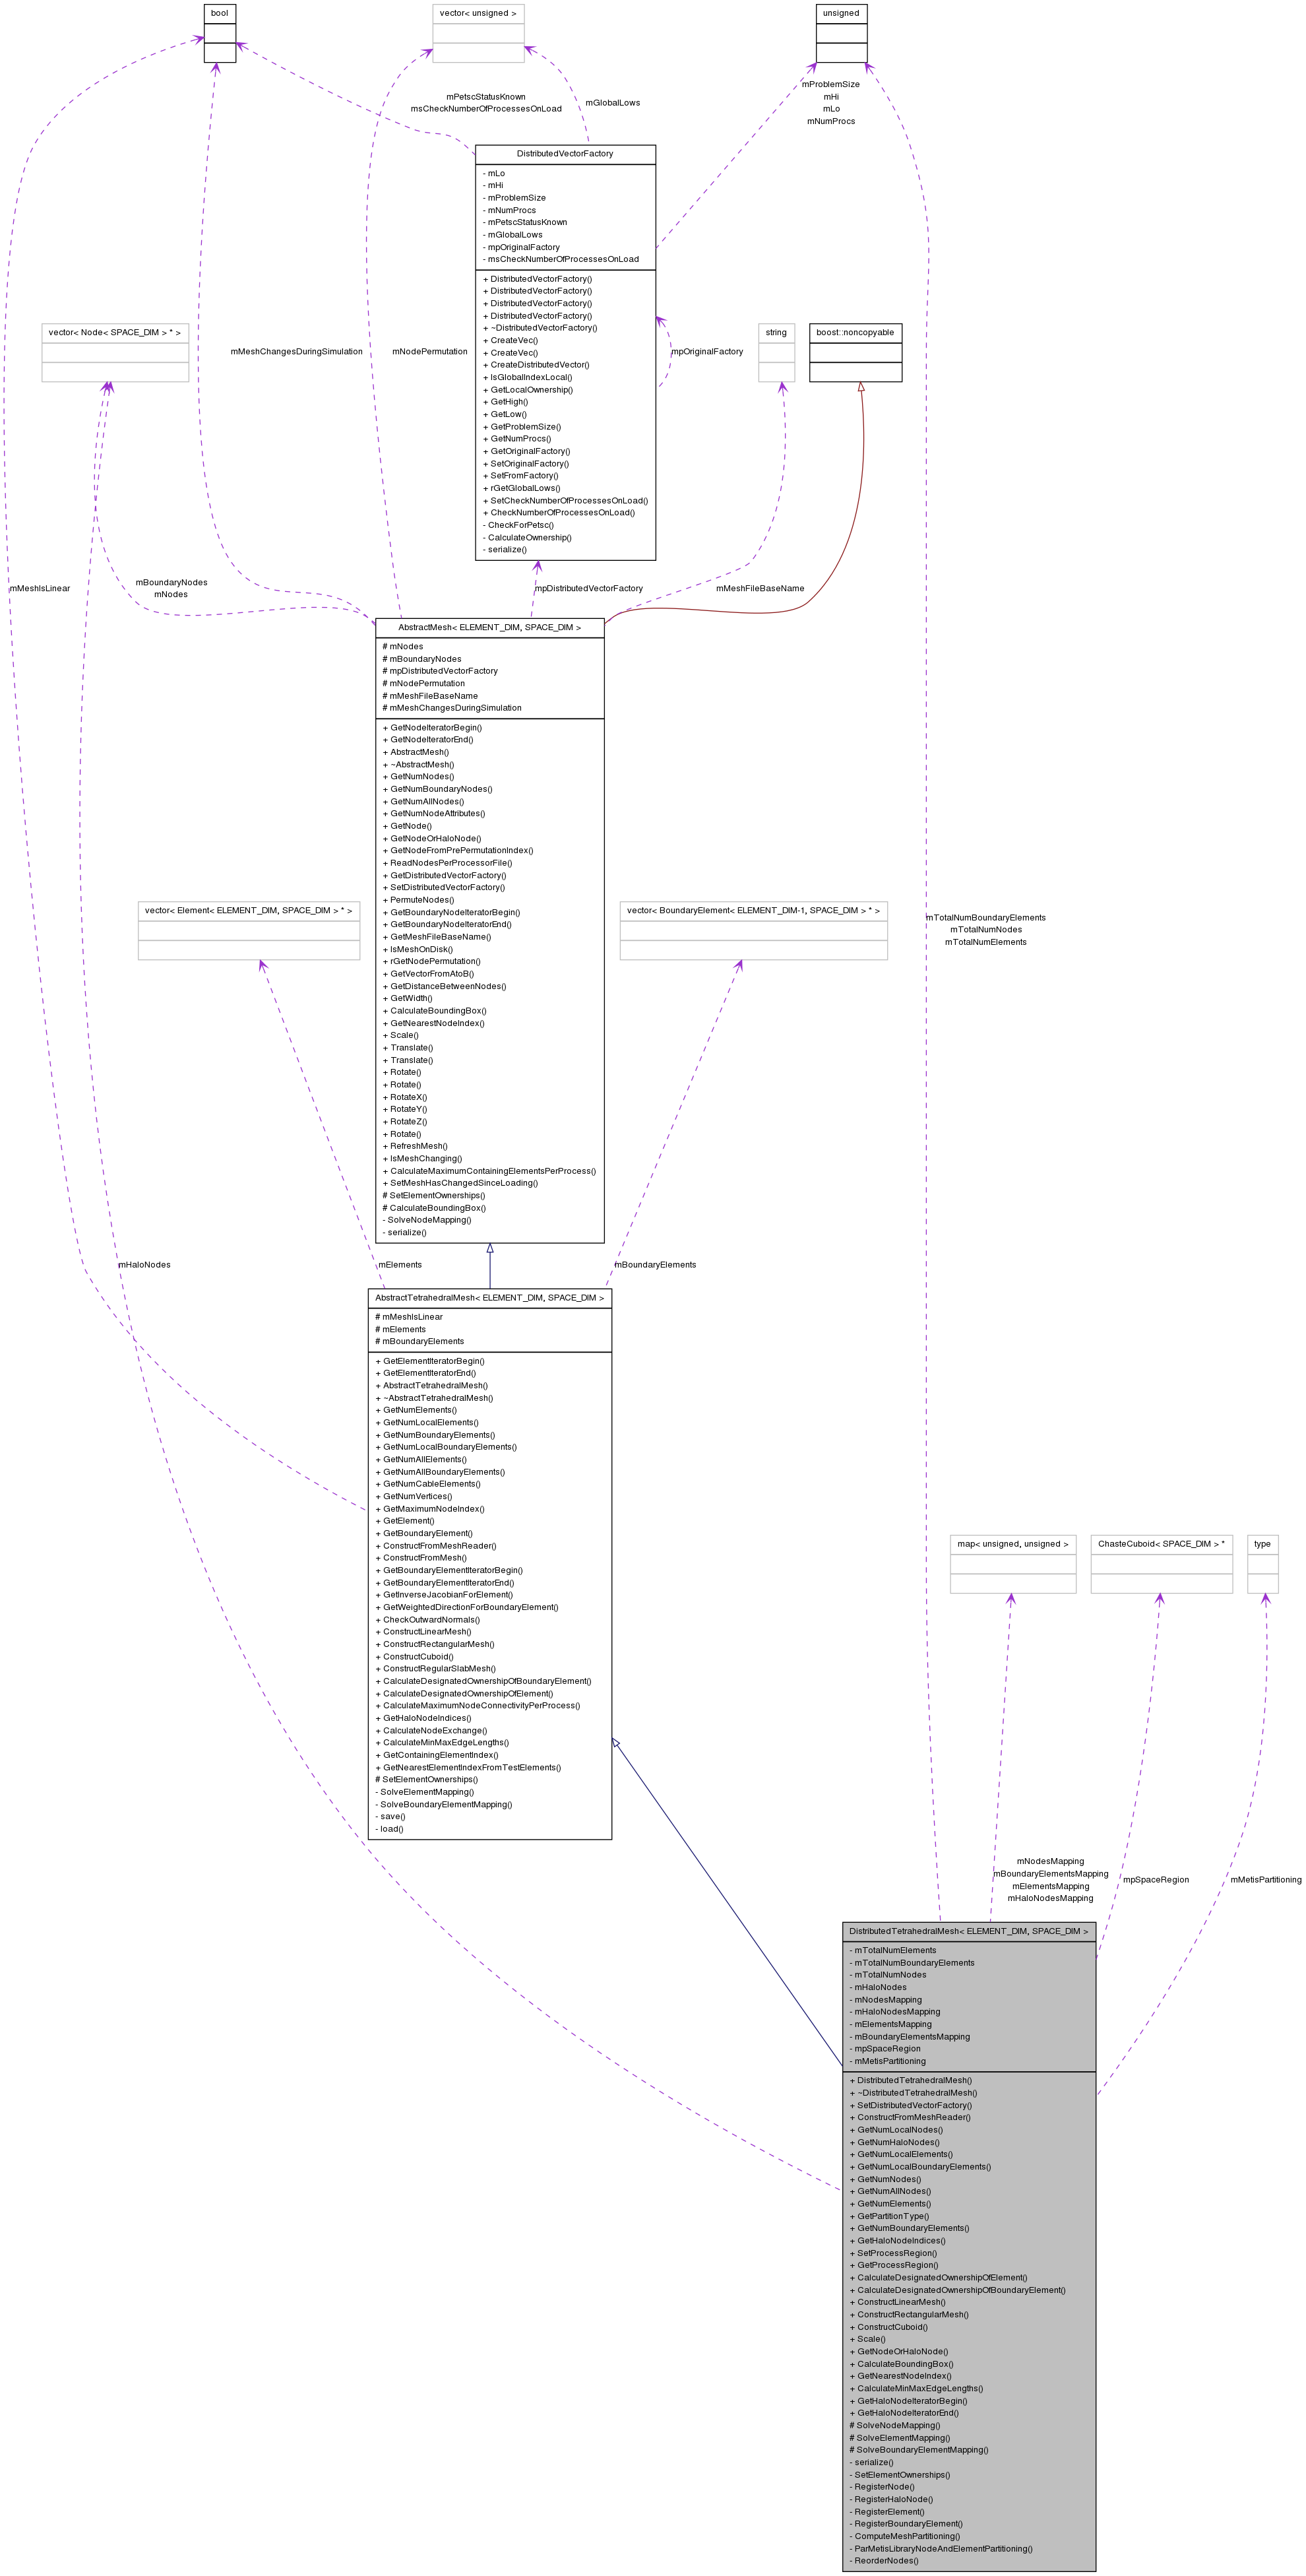 bool
vector< unsigned >
unsigned
mProblemSize
mHi
mLo
mNumProcs
mPetscStatusKnown
msCheckNumberOfProcessesOnLoad
mGlobalLows
DistributedVectorFactory
- mLo
- mHi
- mProblemSize
- mNumProcs
- mPetscStatusKnown
- mGlobalLows
- mpOriginalFactory
- msCheckNumberOfProcessesOnLoad
+ DistributedVectorFactory()
+ DistributedVectorFactory()
+ DistributedVectorFactory()
+ DistributedVectorFactory()
+ ~DistributedVectorFactory()
+ CreateVec()
+ CreateVec()
+ CreateDistributedVector()
+ IsGlobalIndexLocal()
+ GetLocalOwnership()
+ GetHigh()
+ GetLow()
+ GetProblemSize()
+ GetNumProcs()
+ GetOriginalFactory()
+ SetOriginalFactory()
+ SetFromFactory()
+ rGetGlobalLows()
+ SetCheckNumberOfProcessesOnLoad()
+ CheckNumberOfProcessesOnLoad()
- CheckForPetsc()
- CalculateOwnership()
- serialize()
vector< Node< SPACE_DIM > * >
mMeshChangesDuringSimulation
mNodePermutation
mpOriginalFactory
string
boost::noncopyable
mMeshIsLinear
mBoundaryNodes
mNodes
mpDistributedVectorFactory
mMeshFileBaseName
AbstractMesh< ELEMENT_DIM, SPACE_DIM >
# mNodes
# mBoundaryNodes
# mpDistributedVectorFactory
# mNodePermutation
# mMeshFileBaseName
# mMeshChangesDuringSimulation
+ GetNodeIteratorBegin()
+ GetNodeIteratorEnd()
+ AbstractMesh()
+ ~AbstractMesh()
+ GetNumNodes()
+ GetNumBoundaryNodes()
+ GetNumAllNodes()
+ GetNumNodeAttributes()
+ GetNode()
+ GetNodeOrHaloNode()
+ GetNodeFromPrePermutationIndex()
+ ReadNodesPerProcessorFile()
+ GetDistributedVectorFactory()
+ SetDistributedVectorFactory()
+ PermuteNodes()
+ GetBoundaryNodeIteratorBegin()
+ GetBoundaryNodeIteratorEnd()
+ GetMeshFileBaseName()
+ IsMeshOnDisk()
+ rGetNodePermutation()
+ GetVectorFromAtoB()
+ GetDistanceBetweenNodes()
+ GetWidth()
+ CalculateBoundingBox()
+ GetNearestNodeIndex()
+ Scale()
+ Translate()
+ Translate()
+ Rotate()
+ Rotate()
+ RotateX()
+ RotateY()
+ RotateZ()
+ Rotate()
+ RefreshMesh()
+ IsMeshChanging()
+ CalculateMaximumContainingElementsPerProcess()
+ SetMeshHasChangedSinceLoading()
# SetElementOwnerships()
# CalculateBoundingBox()
- SolveNodeMapping()
- serialize()
vector< Element< ELEMENT_DIM, SPACE_DIM > * >
vector< BoundaryElement< ELEMENT_DIM-1, SPACE_DIM > * >
mTotalNumBoundaryElements
mTotalNumNodes
mTotalNumElements
mHaloNodes
mElements
mBoundaryElements
AbstractTetrahedralMesh< ELEMENT_DIM, SPACE_DIM >
# mMeshIsLinear
# mElements
# mBoundaryElements
+ GetElementIteratorBegin()
+ GetElementIteratorEnd()
+ AbstractTetrahedralMesh()
+ ~AbstractTetrahedralMesh()
+ GetNumElements()
+ GetNumLocalElements()
+ GetNumBoundaryElements()
+ GetNumLocalBoundaryElements()
+ GetNumAllElements()
+ GetNumAllBoundaryElements()
+ GetNumCableElements()
+ GetNumVertices()
+ GetMaximumNodeIndex()
+ GetElement()
+ GetBoundaryElement()
+ ConstructFromMeshReader()
+ ConstructFromMesh()
+ GetBoundaryElementIteratorBegin()
+ GetBoundaryElementIteratorEnd()
+ GetInverseJacobianForElement()
+ GetWeightedDirectionForBoundaryElement()
+ CheckOutwardNormals()
+ ConstructLinearMesh()
+ ConstructRectangularMesh()
+ ConstructCuboid()
+ ConstructRegularSlabMesh()
+ CalculateDesignatedOwnershipOfBoundaryElement()
+ CalculateDesignatedOwnershipOfElement()
+ CalculateMaximumNodeConnectivityPerProcess()
+ GetHaloNodeIndices()
+ CalculateNodeExchange()
+ CalculateMinMaxEdgeLengths()
+ GetContainingElementIndex()
+ GetNearestElementIndexFromTestElements()
# SetElementOwnerships()
- SolveElementMapping()
- SolveBoundaryElementMapping()
- save()
- load()
map< unsigned, unsigned >
ChasteCuboid< SPACE_DIM > *
type
mNodesMapping
mBoundaryElementsMapping
mElementsMapping
mHaloNodesMapping
mpSpaceRegion
mMetisPartitioning
DistributedTetrahedralMesh< ELEMENT_DIM, SPACE_DIM >
- mTotalNumElements
- mTotalNumBoundaryElements
- mTotalNumNodes
- mHaloNodes
- mNodesMapping
- mHaloNodesMapping
- mElementsMapping
- mBoundaryElementsMapping
- mpSpaceRegion
- mMetisPartitioning
+ DistributedTetrahedralMesh()
+ ~DistributedTetrahedralMesh()
+ SetDistributedVectorFactory()
+ ConstructFromMeshReader()
+ GetNumLocalNodes()
+ GetNumHaloNodes()
+ GetNumLocalElements()
+ GetNumLocalBoundaryElements()
+ GetNumNodes()
+ GetNumAllNodes()
+ GetNumElements()
+ GetPartitionType()
+ GetNumBoundaryElements()
+ GetHaloNodeIndices()
+ SetProcessRegion()
+ GetProcessRegion()
+ CalculateDesignatedOwnershipOfElement()
+ CalculateDesignatedOwnershipOfBoundaryElement()
+ ConstructLinearMesh()
+ ConstructRectangularMesh()
+ ConstructCuboid()
+ Scale()
+ GetNodeOrHaloNode()
+ CalculateBoundingBox()
+ GetNearestNodeIndex()
+ CalculateMinMaxEdgeLengths()
+ GetHaloNodeIteratorBegin()
+ GetHaloNodeIteratorEnd()
# SolveNodeMapping()
# SolveElementMapping()
# SolveBoundaryElementMapping()
- serialize()
- SetElementOwnerships()
- RegisterNode()
- RegisterHaloNode()
- RegisterElement()
- RegisterBoundaryElement()
- ComputeMeshPartitioning()
- ParMetisLibraryNodeAndElementPartitioning()
- ReorderNodes()